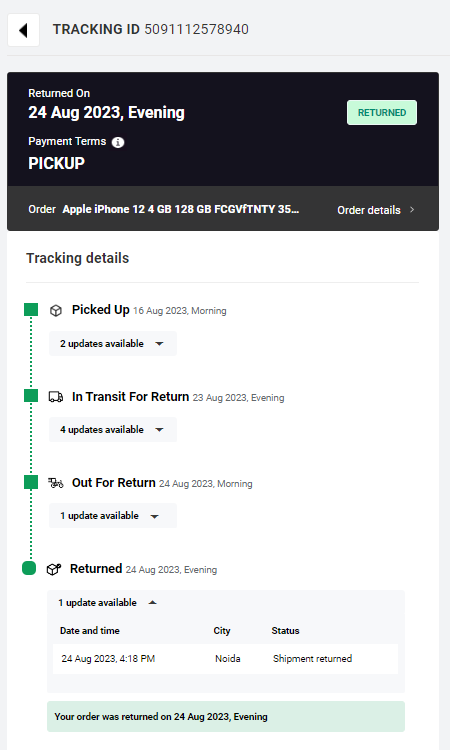 TRACKING ID 5091112578940
Returned On
24 Aug 2023, Evening
RETURNED
Payment Terms i
PICKUP
Order Apple iPhone 12 4 GB 128 GB FCGVfTNTY 35... Order details
Tracking details
Picked Up 16 Aug 2023, Morning
2 updates available
In Transit For Return 23 Aug 2023, Evening
4 updates available
Out For Return 24 Aug 2023, Morning
1 update available
Returned 24 Aug 2023, Evening
1 update available
Date and time City Status
24 Aug 2023, 4:18 PM Noida Shipment returned
Your order was returned on 24 Aug 2023, Evening